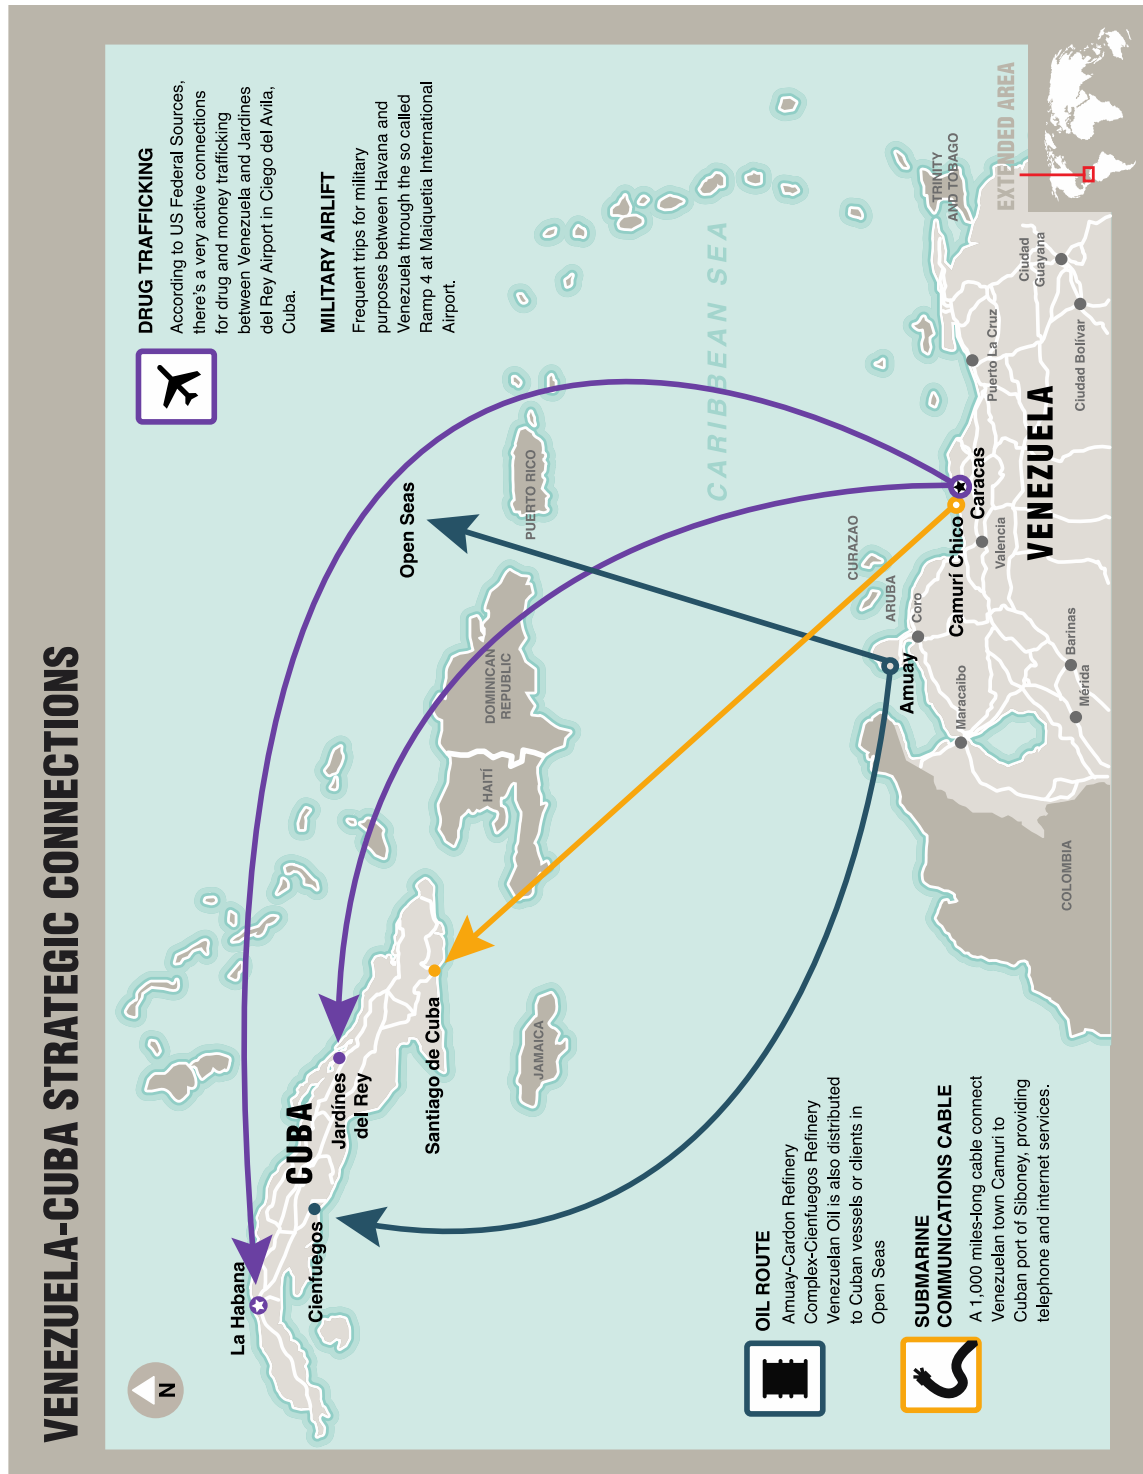 VENEZUELA-CUBA STRATEGIC CONNECTIONS
N
DRUG TRAFFICKING
According to US Federal Sources,
there's a very active connections
for drug and money trafficking
between Venezuela and Jardines
del Rey Airport in Ciego del Avila,
Cuba.
MILITARY AIRLIFT
Frequent trips for military
purposes between Havana and
Venezuela through the so called
Ramp 4 at Maiquetia International
Airport.
La Habana
CUBA
Cienfuegos
Jardínes
del Rey
Santiago de Cuba
Open Seas
HAITÍ
DOMINICAN
REPUBLIC
PUERTO RICO
JAMAICA
CARIBBEAN SEA
OIL ROUTE
Amuay-Cardon Refinery
Complex-Cienfuegos Refinery
Venezuelan Oil is also distributed
to Cuban vessels or clients in
Open Seas
SUBMARINE
COMMUNICATIONS CABLE
A 1,000 miles-long cable connect
Venezuelan town Camuri to
Cuban port of Siboney, providing
telephone and internet services.
CURAZAO
ARUBA
Amuay
Coro
Camurí Chico
Caracas
Maracaibo
Valencia
Puerto La Cruz
TRINITY
AND TOBAGO
VENEZUELA
Barinas
Mérida
Ciudad
Guayana
Ciudad Bolívar
COLOMBIA
EXTENDED AREA